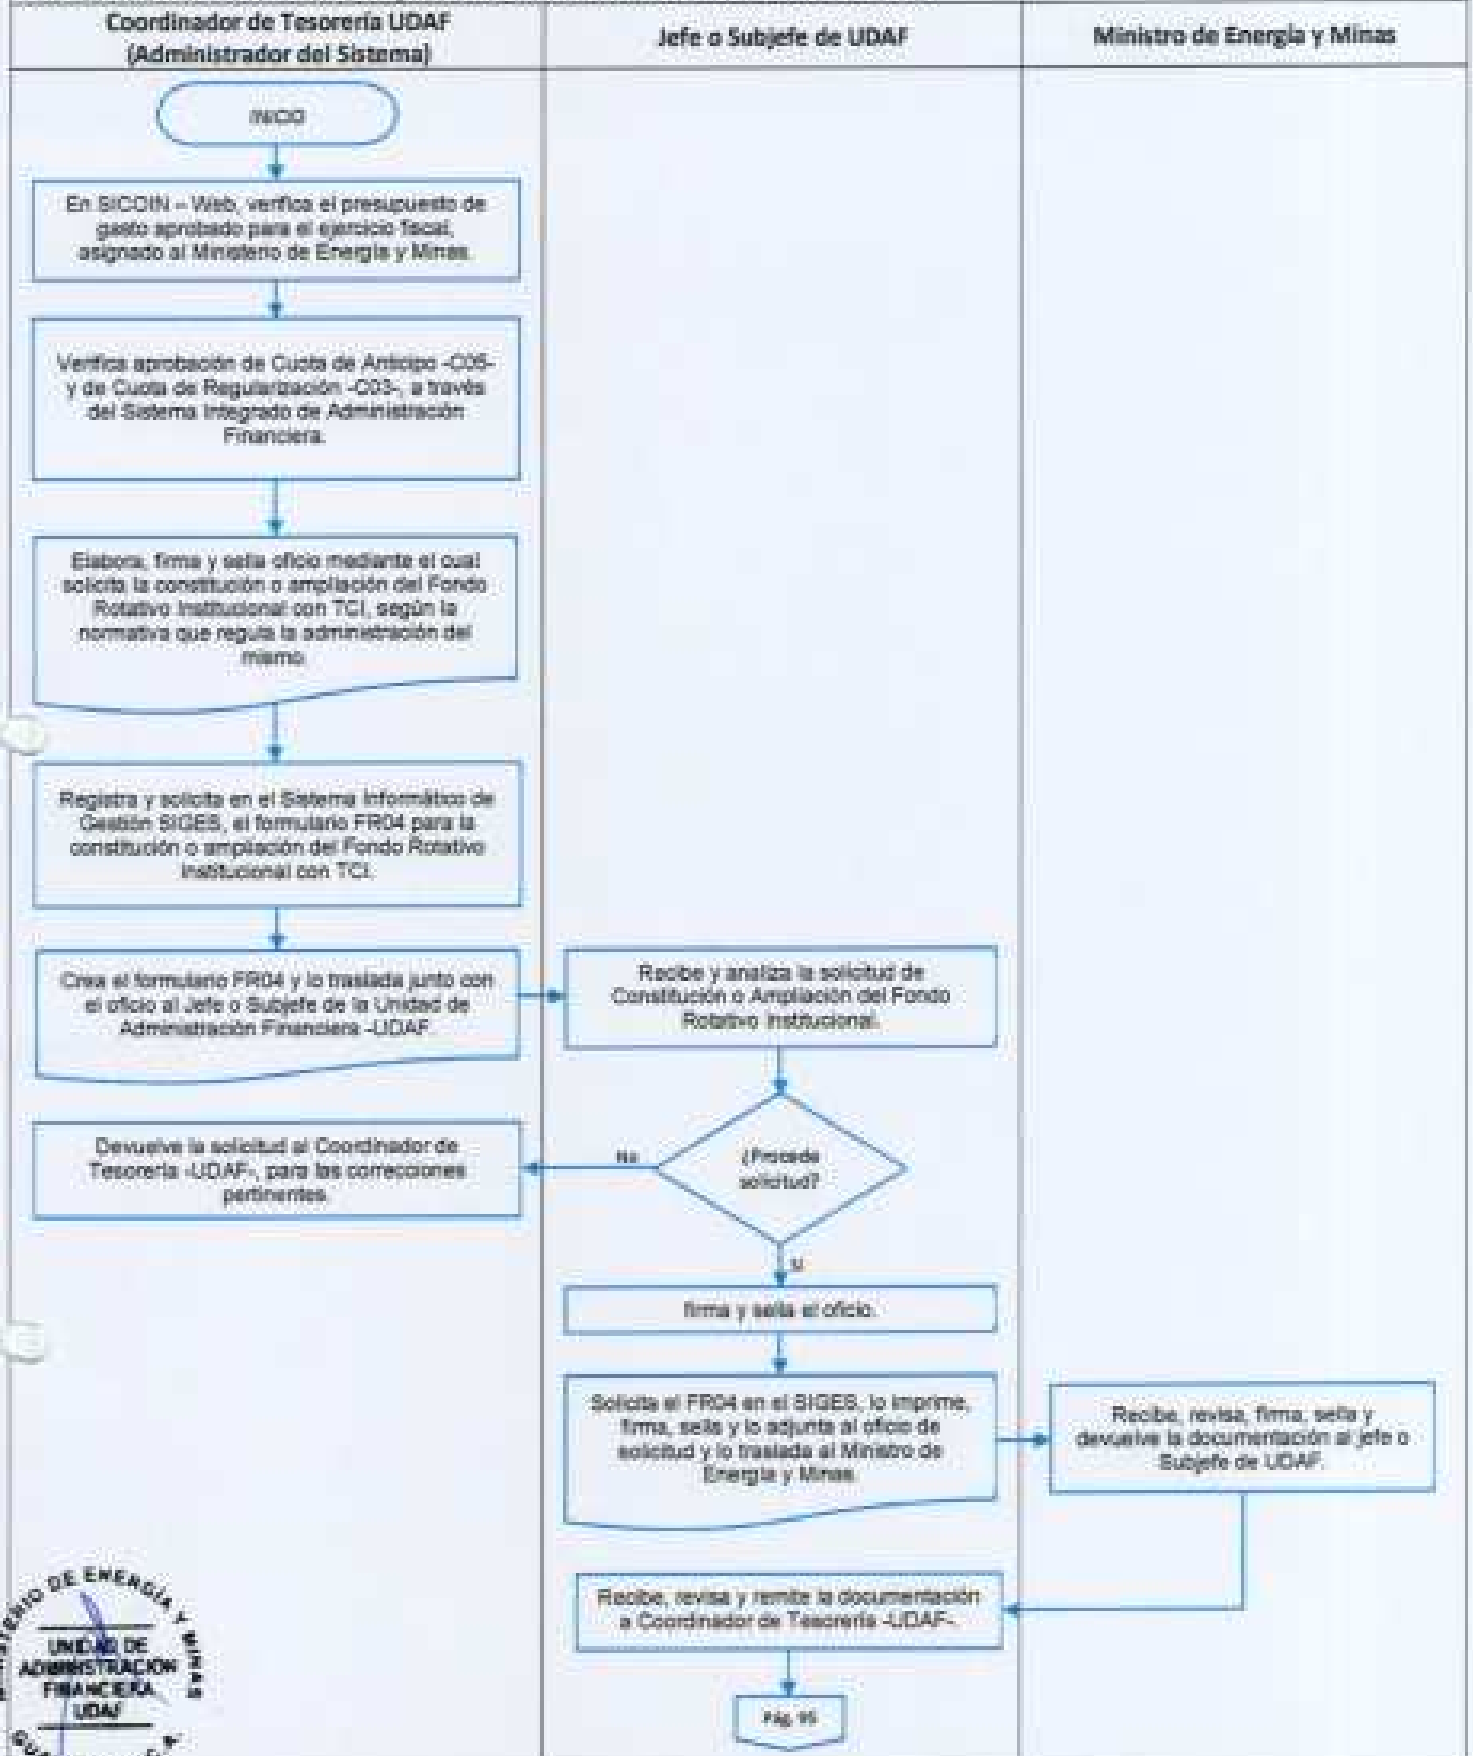 Coordinador de Tesorería UDAF
(Administrador del Sistema)
Jefe o Subjefe de UDAF
Ministro de Energía y Minas
INICIO
En SICOIN – Web, verifica el presupuesto de
gasto aprobado para el ejercicio fiscal,
asignado al Ministerio de Energía y Minas.
Verifica aprobación de Cuota de Anticipo -C05-
y de Cuota de Regularización -C03-, a través
del Sistema Integrado de Administración
Financiera.
Elabora, firma y sella oficio mediante el cual
solicita la constitución o ampliación del Fondo
Rotativo Institucional con TCI, según la
normativa que regula la administración del
mismo.
Registra y solicita en el Sistema Informático de
Gestión SIGES, el formulario FR04 para la
constitución o ampliación del Fondo Rotativo
Institucional con TCI.
Crea el formulario FR04 y lo traslada junto con
el oficio al Jefe o Subjefe de la Unidad de
Administración Financiera -UDAF.
Recibe y analiza la solicitud de
Constitución o Ampliación del Fondo
Rotativo Institucional.
¿Procede
solicitud?
No
Devuelve la solicitud al Coordinador de
Tesorería -UDAF-, para las correcciones
pertinentes.
Si
firma y sella el oficio.
Solicita el FR04 en el SIGES, lo imprime,
firma, sella y lo adjunta al oficio de
solicitud y lo traslada al Ministro de
Energía y Minas.
Recibe, revisa, firma, sella y
devuelve la documentación al jefe o
Subjefe de UDAF.
Recibe, revisa y remite la documentación
a Coordinador de Tesorería -UDAF-.
Pág. 95
MINISTERIO DE ENERGÍA Y MINAS
UNIDAD DE
ADMINISTRACIÓN
FINANCIERA
UDAF